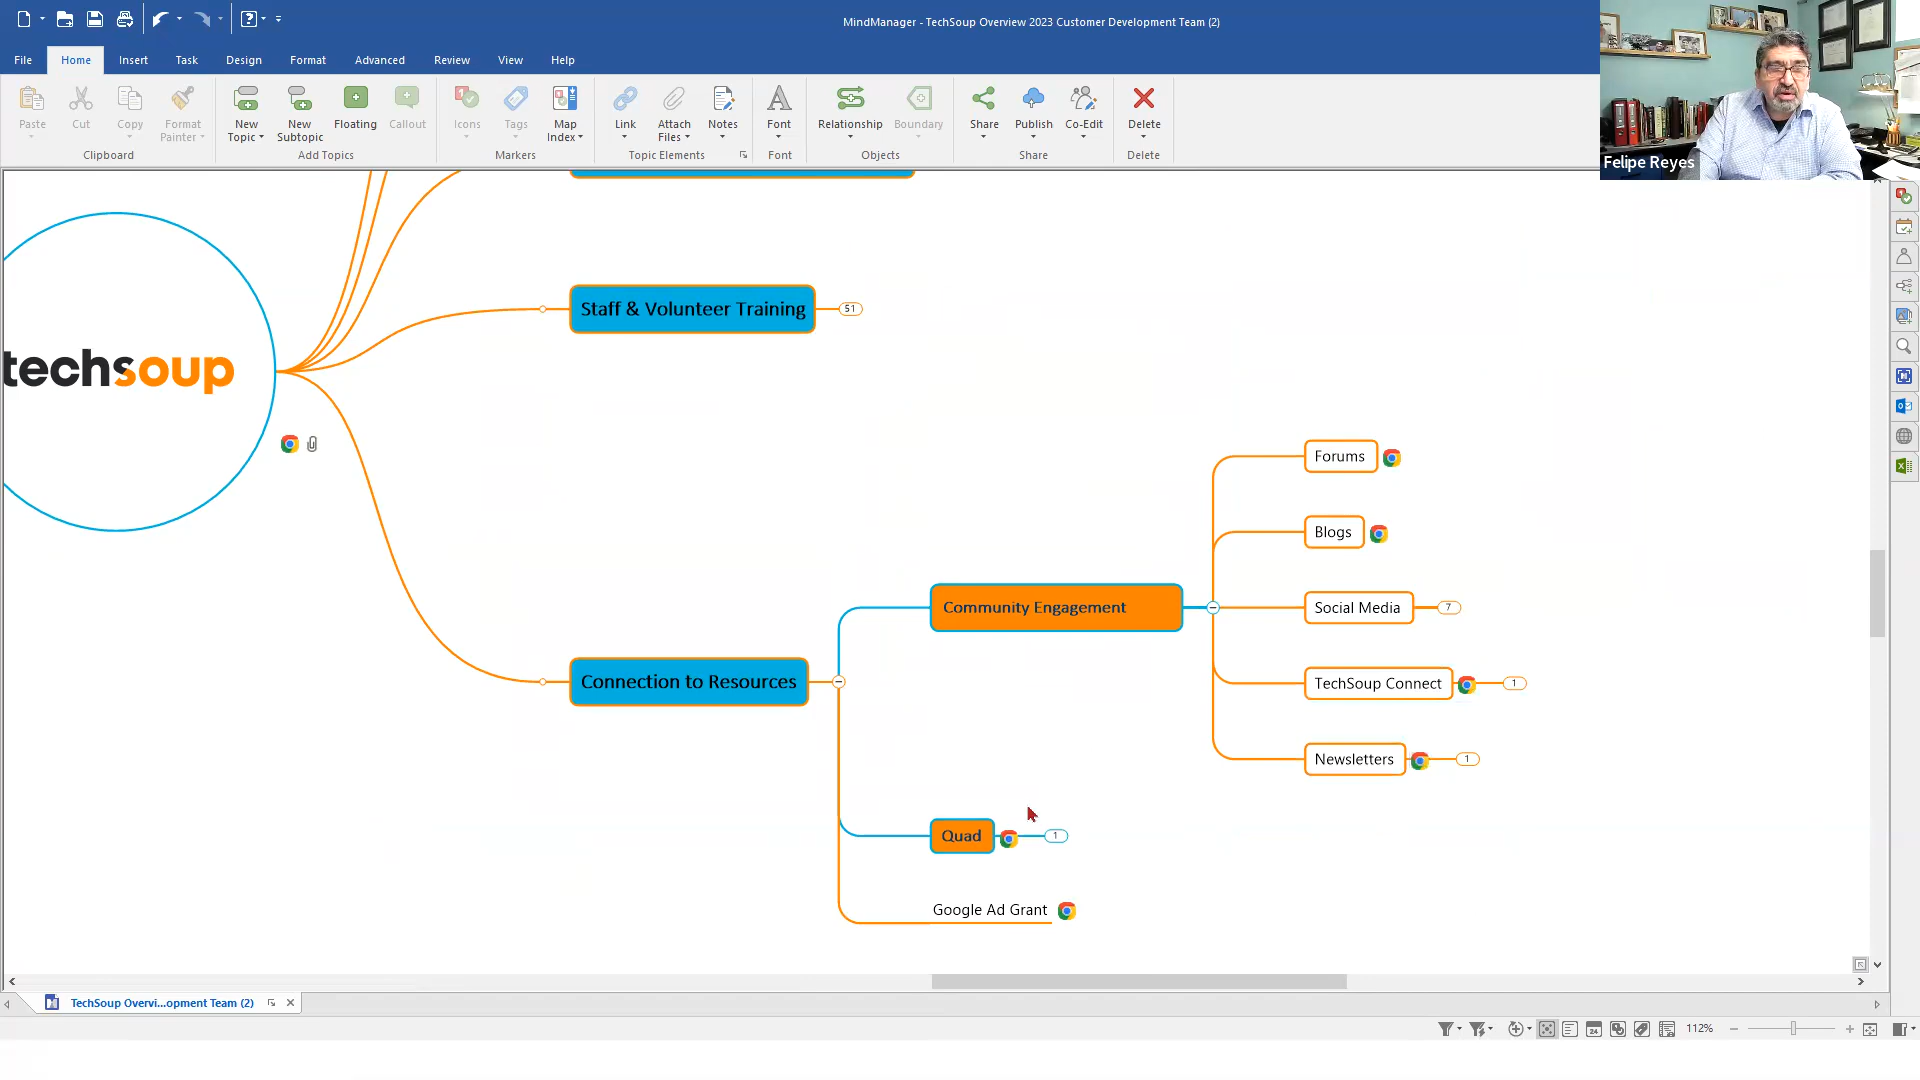 MindManager - TechSoup Overview 2023 Customer Development Team (2)
File Home Insert Task Design Format Advanced Review View Help
Paste
Cut
Copy
Format Painter
Clipboard
New Topic
New Subtopic
Floating
Callout
Add Topics
Icons
Tags
Map Index
Markers
Link
Attach Files
Notes
Topic Elements
Font
Font
Relationship
Boundary
Objects
Share
Publish
Co-Edit
Share
Delete
Delete
Felipe Reyes
techsoup
Staff & Volunteer Training
51
Forums
Blogs
Community Engagement
Social Media
7
Connection to Resources
TechSoup Connect
1
Newsletters
1
Quad
1
Google Ad Grant
TechSoup Overvi...opment Team (2)
24
112%